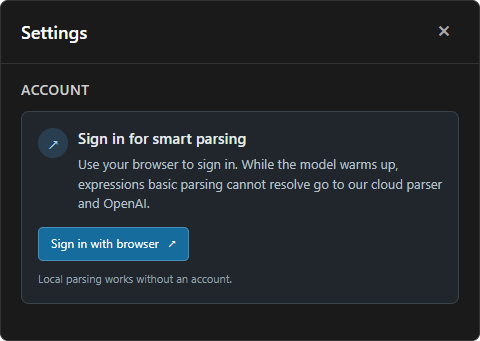 Settings
ACCOUNT
Sign in for smart parsing
Use your browser to sign in. While the model warms up,
expressions basic parsing cannot resolve go to our cloud parser
and OpenAI.
Sign in with browser ↗
Local parsing works without an account.